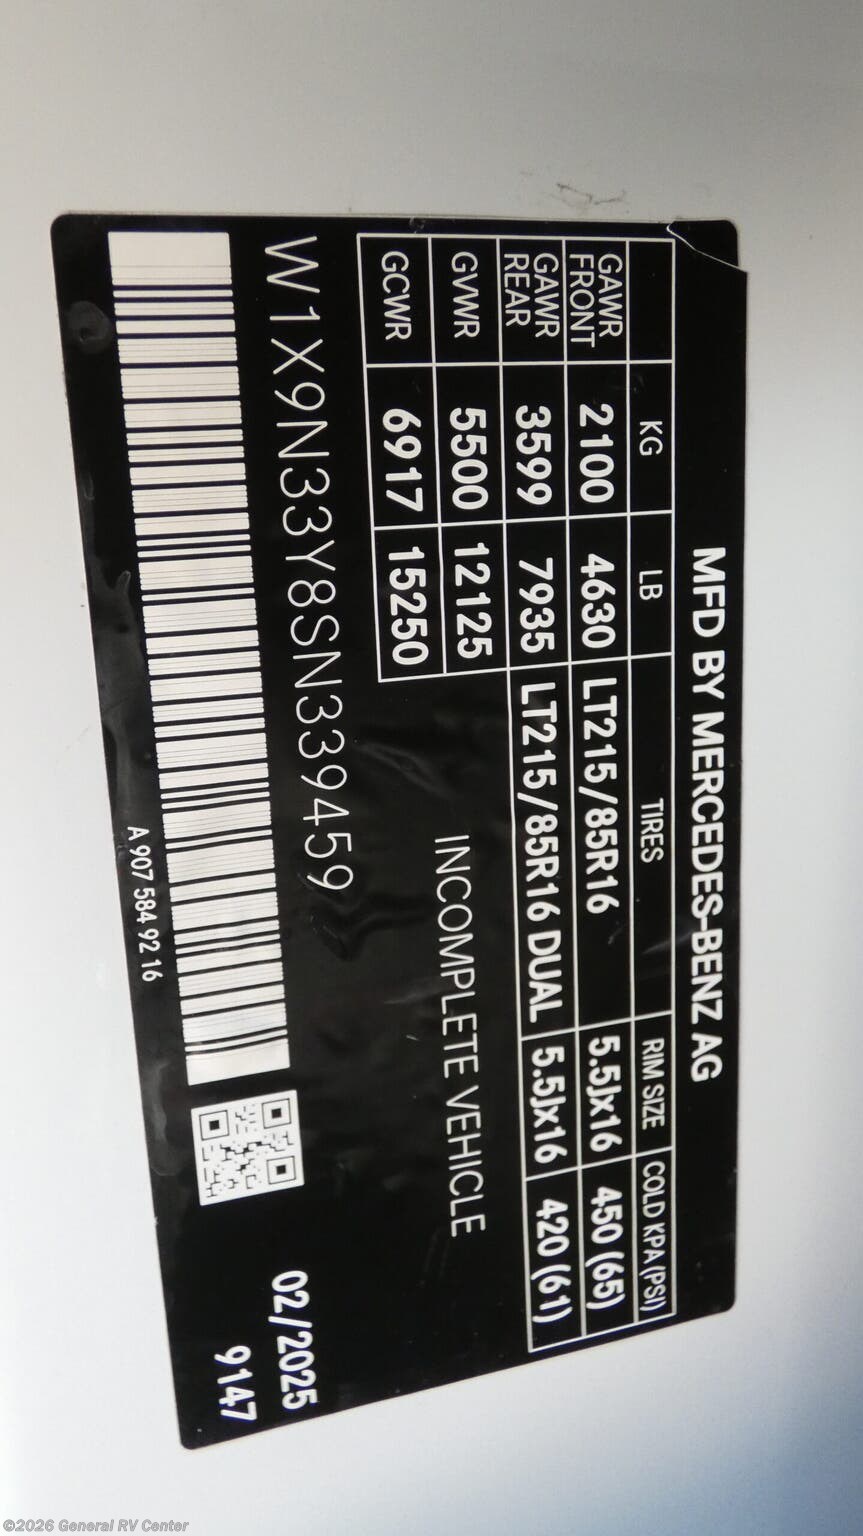 MFD BY MERCEDES-BENZ AG
KG LB TIRES RIM SIZE COLD KPA (PSI)
GAWR FRONT 2100 4630 LT215/85R16 5.5Jx16 450 (65)
GAWR REAR 3599 7935 LT215/85R16 DUAL 5.5Jx16 420 (61)
GVWR 5500 12125
GCWR 6917 15250
INCOMPLETE VEHICLE
W1X9N33Y8SN339459
02/2025
9147
A 907 584 92 16
©2026 General RV Center